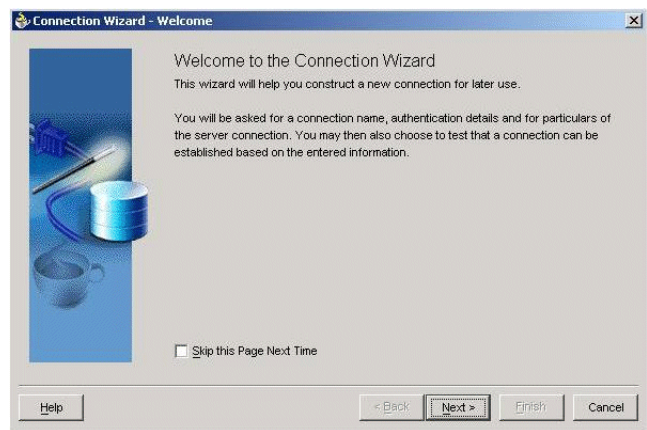 Connection Wizard - Welcome
Welcome to the Connection Wizard
This wizard will help you construct a new connection for later use.
You will be asked for a connection name, authentication details and for particulars of
the server connection. You may then also choose to test that a connection can be
established based on the entered information.
Skip this Page Next Time
Help
< Back
Next >
Finish
Cancel